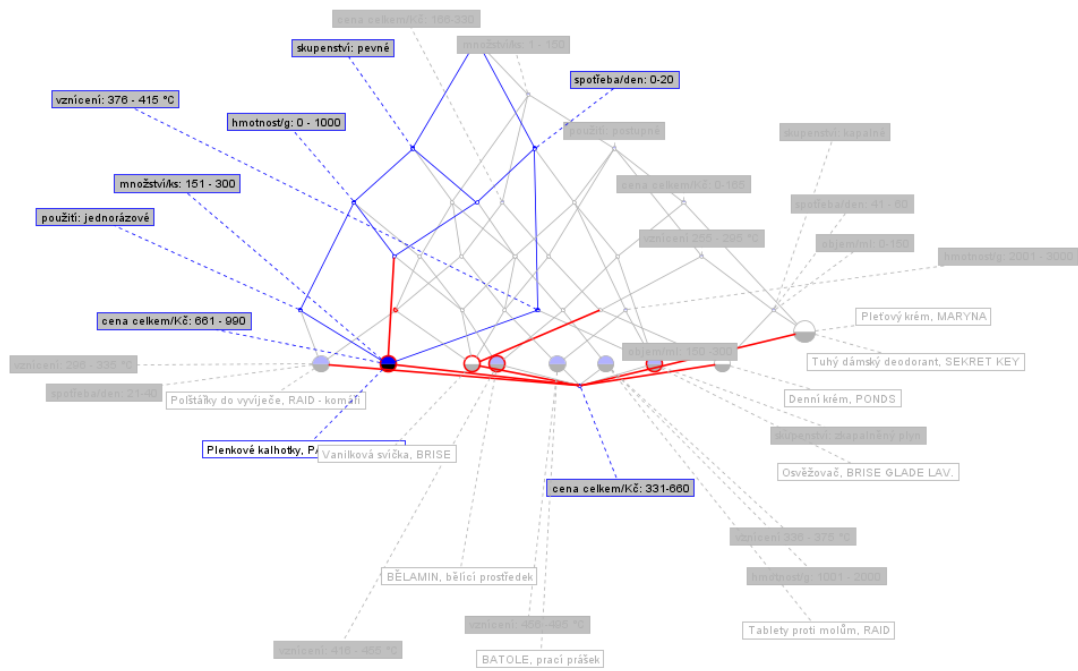 cena celkem/Kč: 166-330
množství/ks: 1 - 150
skupenství: pevné
spotřeba/den: 0-20
vznícení: 376 - 415 °C
hmotnost/g: 0 - 1000
použití: postupné
skupenství: kapalné
množství/ks: 151 - 300
cena celkem/Kč: 0-165
spotřeba/den: 41 - 60
použití: jednorázové
vznícení 255 - 295 °C
objem/ml: 0-150
hmotnost/g: 2001 - 3000
cena celkem/Kč: 661 - 990
Pleťový krém, MARYNA
vznícení: 296 - 335 °C
objem/ml: 150 -300
Tuhý dámský deodorant, SEKRET KEY
spotřeba/den: 21-40
Polštářky do vyvíječe, RAID - komáři
Denní krém, PONDS
skupenství: zkapalněný plyn
Plenkové kalhotky,
Vanilková svíčka, BRISE
Osvěžovač, BRISE GLADE LAV.
cena celkem/Kč: 331-660
vznícení 336 - 375 °C
BĚLAMIN, bělící prostředek
hmotnost/g: 1001 - 2000
vznícení: 456 -495 °C
Tablety proti molům, RAID
vznícení: 416 - 455 °C
BATOLE, prací prášek